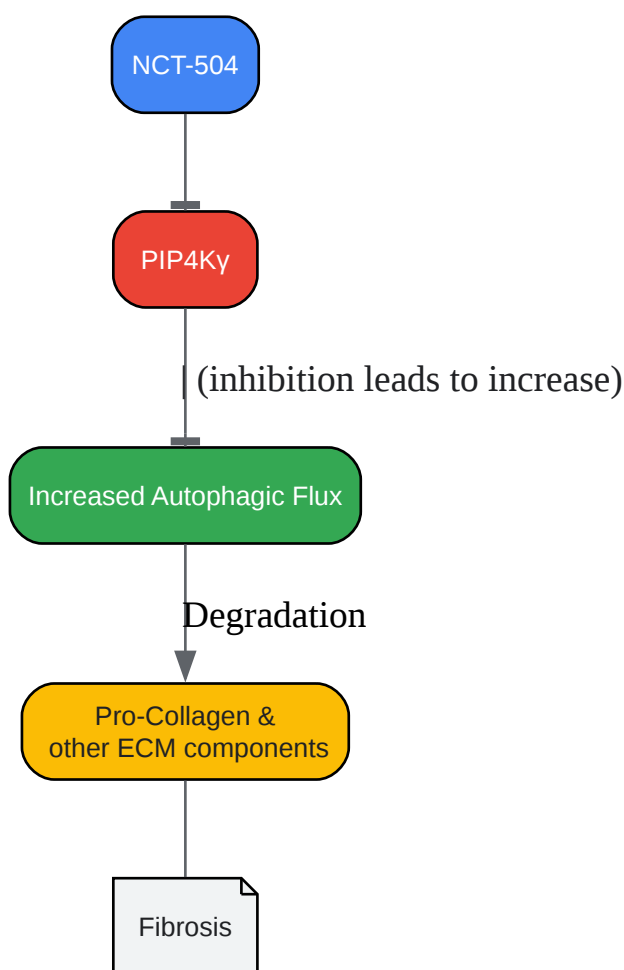 NCT-504
PIP4Kγ
| (inhibition leads to increase)
Increased Autophagic Flux
Degradation
Pro-Collagen &
other ECM components
Fibrosis